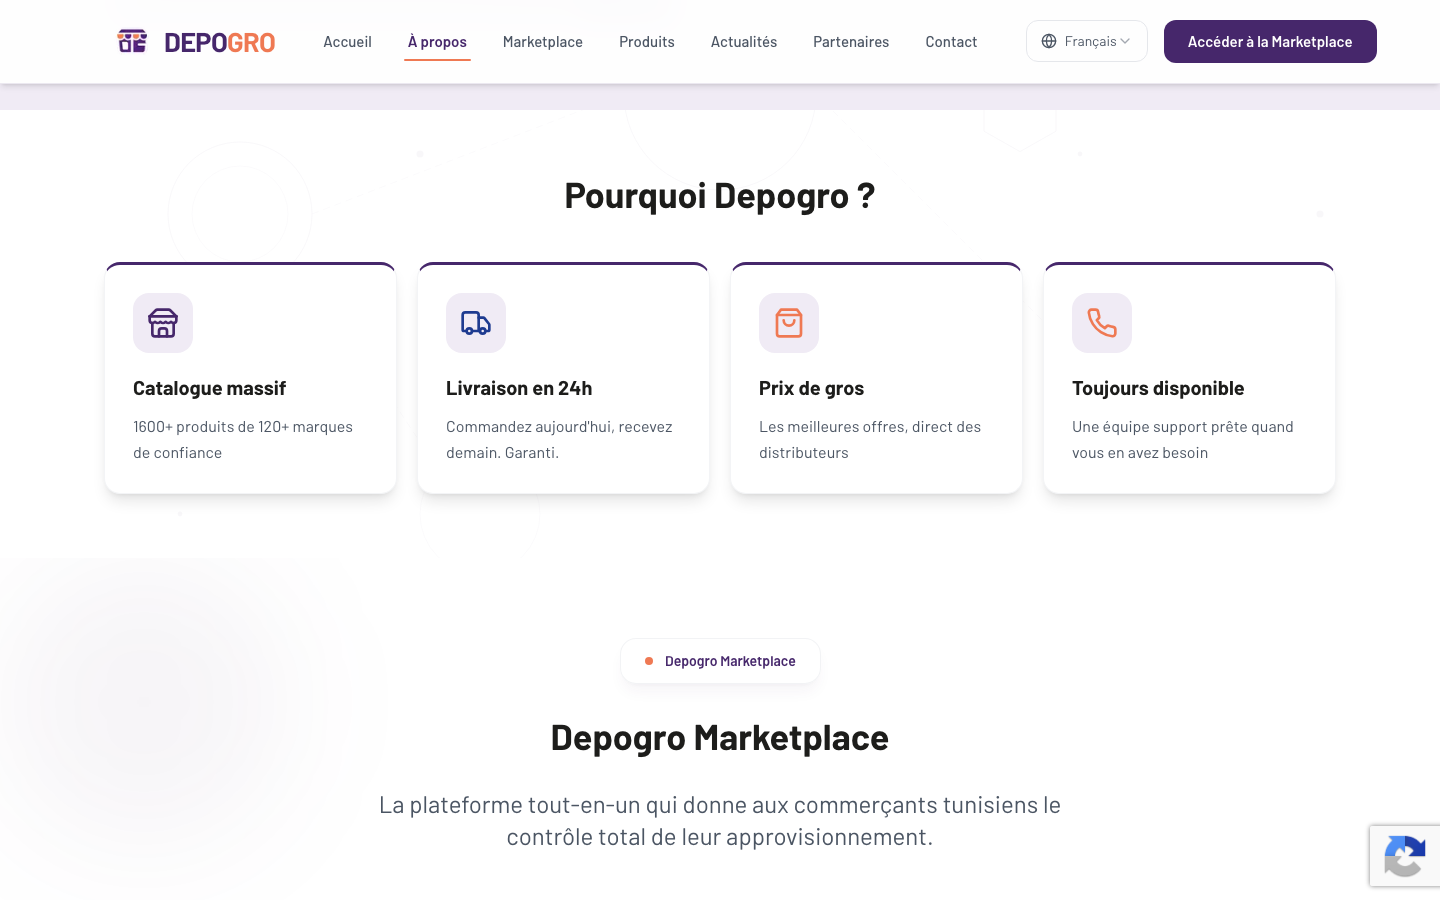 DEPOGRO
Accueil
À propos
Marketplace
Produits
Actualités
Partenaires
Contact
Français
Accéder à la Marketplace
Pourquoi Depogro ?
Catalogue massif
1600+ produits de 120+ marques
de confiance
Livraison en 24h
Commandez aujourd'hui, recevez
demain. Garanti.
Prix de gros
Les meilleures offres, direct des
distributeurs
Toujours disponible
Une équipe support prête quand
vous en avez besoin
Depogro Marketplace
Depogro Marketplace
La plateforme tout-en-un qui donne aux commerçants tunisiens le
contrôle total de leur approvisionnement.